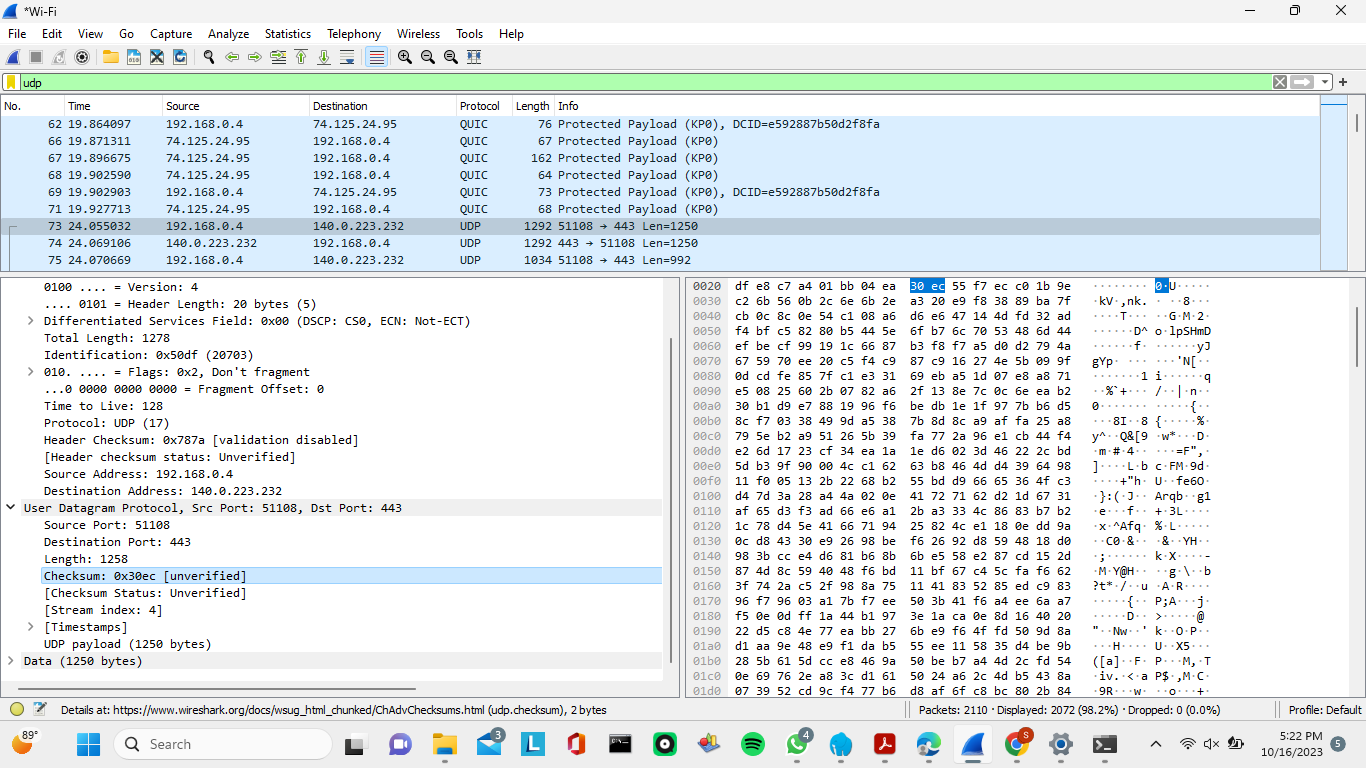 *Wi-Fi
File Edit View Go Capture Analyze Statistics Telephony Wireless Tools Help
udp
No. Time Source Destination Protocol Length Info
62 19.864097 192.168.0.4 74.125.24.95 QUIC 76 Protected Payload (KP0), DCID=e592887b50d2f8fa
66 19.871311 74.125.24.95 192.168.0.4 QUIC 67 Protected Payload (KP0)
67 19.896675 74.125.24.95 192.168.0.4 QUIC 162 Protected Payload (KP0)
68 19.902590 74.125.24.95 192.168.0.4 QUIC 64 Protected Payload (KP0)
69 19.902903 192.168.0.4 74.125.24.95 QUIC 73 Protected Payload (KP0), DCID=e592887b50d2f8fa
71 19.927713 74.125.24.95 192.168.0.4 QUIC 68 Protected Payload (KP0)
73 24.055032 192.168.0.4 140.0.223.232 UDP 1292 51108 → 443 Len=1250
74 24.069106 140.0.223.232 192.168.0.4 UDP 1292 443 → 51108 Len=1250
75 24.070669 192.168.0.4 140.0.223.232 UDP 1034 51108 → 443 Len=992
0100 .... = Version: 4
.... 0101 = Header Length: 20 bytes (5)
Differentiated Services Field: 0x00 (DSCP: CS0, ECN: Not-ECT)
Total Length: 1278
Identification: 0x50df (20703)
010. .... = Flags: 0x2, Don't fragment
...0 0000 0000 0000 = Fragment Offset: 0
Time to Live: 128
Protocol: UDP (17)
Header Checksum: 0x787a [validation disabled]
[Header checksum status: Unverified]
Source Address: 192.168.0.4
Destination Address: 140.0.223.232
User Datagram Protocol, Src Port: 51108, Dst Port: 443
Source Port: 51108
Destination Port: 443
Length: 1258
Checksum: 0x30ec [unverified]
[Checksum Status: Unverified]
[Stream index: 4]
[Timestamps]
UDP payload (1250 bytes)
Data (1250 bytes)
0020 df e8 c7 a4 01 bb 04 ea 30 ec 55 f7 ec c0 1b 9e
0030 c2 6b 56 0b 2c 6e 6b 2e a3 20 e9 f8 38 89 ba 7f
0040 cb 0c 8c 0e 54 c1 08 a6 d6 e6 47 14 4d fd 32 ad
0050 f4 bf c5 82 80 b5 44 5e 6f b7 6c 70 53 48 6d 44
0060 ef be cf 99 19 1c 66 87 b3 f8 f7 a5 d0 d2 79 4a
0070 67 59 70 ee 20 c5 f4 c9 87 c9 16 27 4e 5b 09 9f
0080 0d cd fe 85 7f c1 e3 31 69 eb a5 1d 07 e8 a8 71
0090 e5 08 25 60 2b 07 82 a6 2f 13 8e 7c 0c 6e ea b2
00a0 30 b1 d9 e7 88 19 96 f6 be db 1e 1f 97 7b b6 d5
00b0 8c f7 03 38 49 9d a5 38 7b 8d 8c a9 af fa 25 a8
00c0 79 5e b2 a9 51 26 5b 39 fa 77 2a 96 e1 cb 44 f4
00d0 e2 6d 17 23 cf 34 ea 1a 1e d6 02 3d 46 22 2c bd
00e0 5d b3 9f 90 00 4c c1 62 63 b8 46 4d d4 39 64 98
00f0 11 f0 05 13 2b 22 68 b2 55 bd d9 66 65 36 4f c3
0100 d4 7d 3a 28 a4 4a 02 0e 41 72 71 62 d2 1d 67 31
0110 af 65 d3 f3 ad 66 e6 a1 2b a3 33 4c 86 83 b7 b2
0120 1c 78 d4 5e 41 66 71 94 25 82 4c e1 18 0e dd 9a
0130 0c d8 43 30 e9 26 98 be f6 26 92 d8 59 48 18 d0
0140 98 3b cc e4 d6 81 b6 8b 6b e5 58 e2 87 cd 15 2d
0150 87 4d 8c 59 40 48 f6 bd 11 bf 67 c4 5c fa f6 62
0160 3f 74 2a c5 2f 98 8a 75 11 41 83 52 85 ed c9 83
0170 96 f7 96 03 a1 7b f7 ee 50 3b 41 f6 a4 ee 6a a7
0180 f5 0e 0d ff 1a 44 b1 97 3e 1a ca 0e 8d 16 40 20
0190 22 d5 c8 4e 77 ea bb 27 6b e9 f6 4f fd 50 9d 8a
01a0 d1 aa 9e 48 e9 f1 da b5 55 ee 11 58 35 d4 be 9b
01b0 28 5b 61 5d cc e8 46 9a 50 be b7 a4 4d 2c fd 54
01c0 0e 69 76 2e a8 3c d1 61 50 24 a6 2c 4d b5 43 8a
01d0 07 39 52 cd 9c f4 77 b6 d8 af 6f c8 bc 80 2b 84
Details at: https://www.wireshark.org/docs/wsug_html_chunked/ChAdvChecksums.html (udp.checksum), 2 bytes
Packets: 2110 · Displayed: 2072 (98.2%) · Dropped: 0 (0.0%)
Profile: Default
89°
Search
3
4
S
5:22 PM
10/16/2023
5